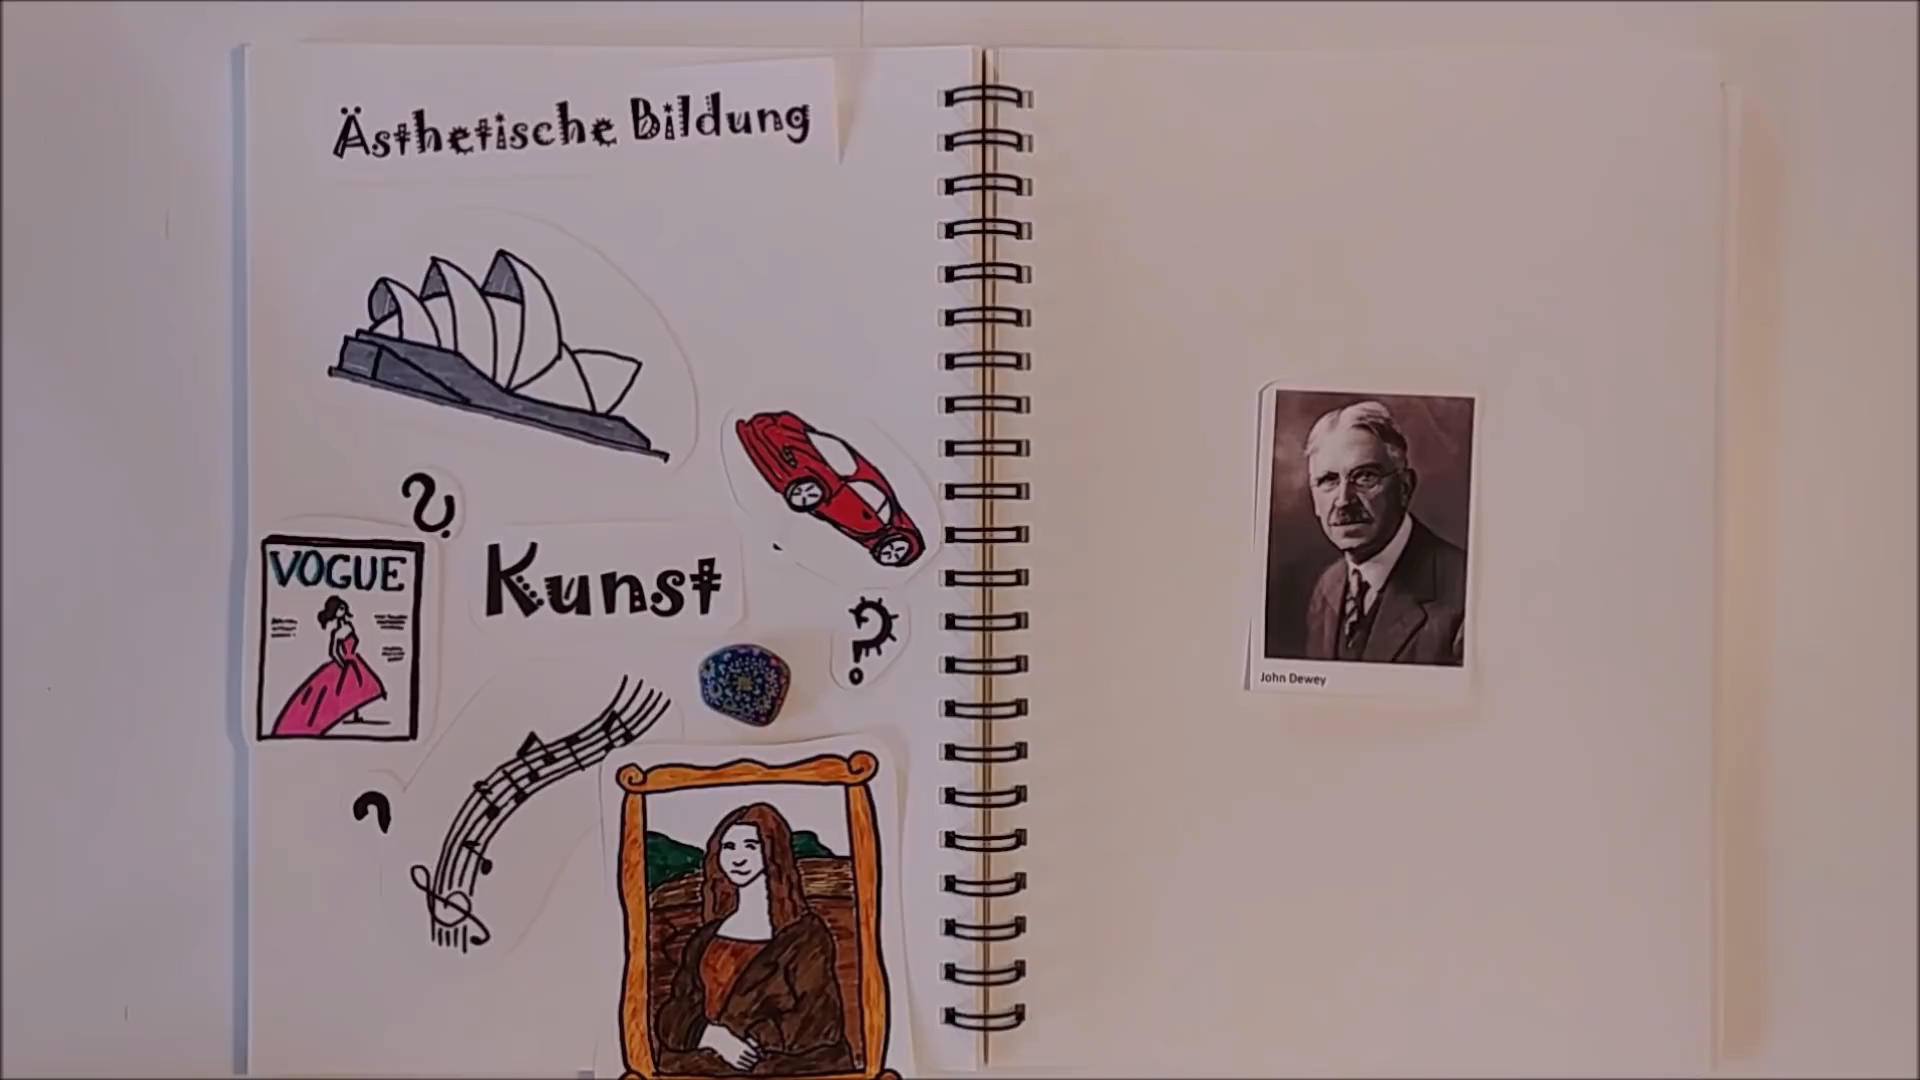 Ästhetische Bildung
?
VOGUE
Kunst
?
?
John Dewey